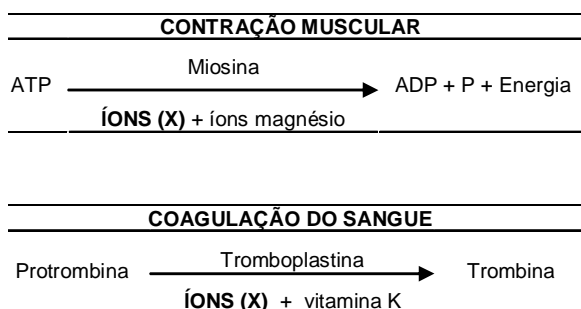 CONTRAÇÃO MUSCULAR
Miosina
ATP ADP + P + Energia
ÍONS (X) + íons magnésio
COAGULAÇÃO DO SANGUE
Tromboplastina
Protrombina Trombina
ÍONS (X) + vitamina K